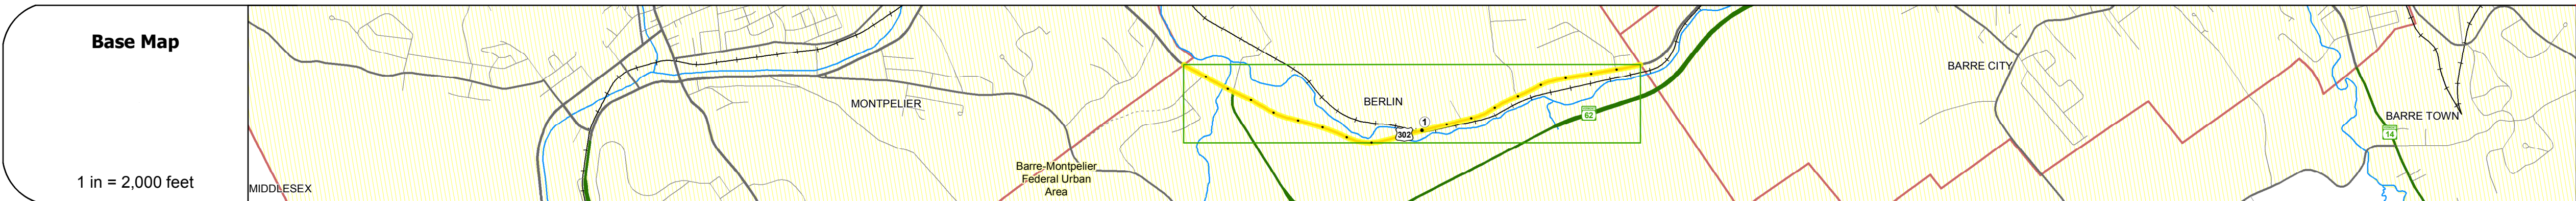 Base Map
1 in = 2,000 feet
MIDDLESEX
MONTPELIER
Barre-Montpelier
Federal Urban
Area
BERLIN
302
1
62
BARRE CITY
BARRE TOWN
14